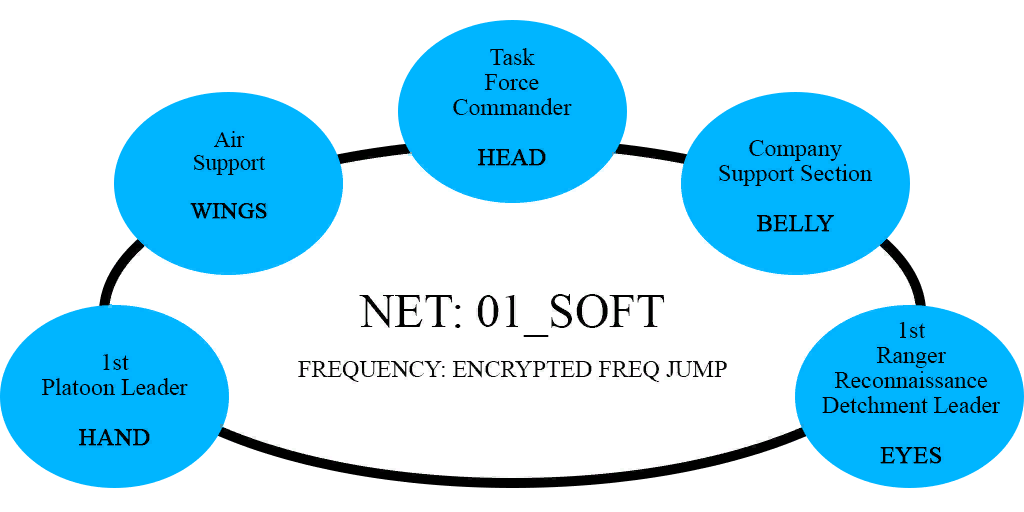 Task
Force
Commander
HEAD
Air
Support
WINGS
Company
Support Section
BELLY
NET: 01_SOFT
FREQUENCY: ENCRYPTED FREQ JUMP
1st
Platoon Leader
HAND
1st
Ranger
Reconnaissance
Detchment Leader
EYES